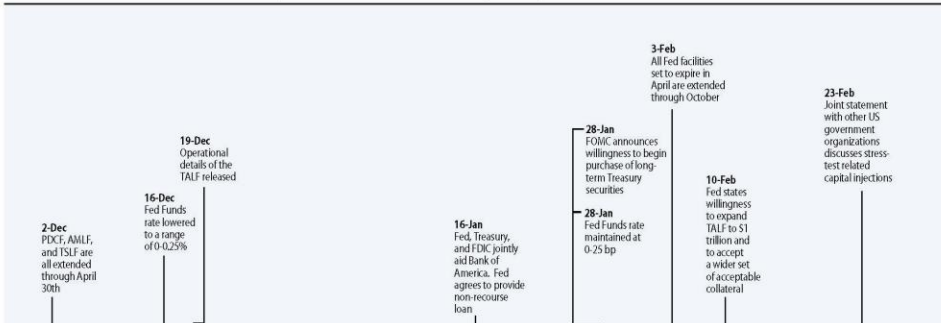 2-Dec
PDCF, AMLF,
and TSLF are
all extended
through April
30th
16-Dec
Fed Funds
rate lowered
to a range
of 0-0.25%
19-Dec
Operational
details of the
TALF released
16-Jan
Fed, Treasury,
and FDIC jointly
aid Bank of
America. Fed
agrees to provide
non-recourse
loan
28-Jan
FOMC announces
willingness to begin
purchase of long-
term Treasury
securities
28-Jan
Fed Funds rate
maintained at
0-25 bp
3-Feb
All Fed facilities
set to expire in
April are extended
through October
10-Feb
Fed states
willingness
to expand
TALF to $1
trillion and
to accept
a wider set
of acceptable
collateral
23-Feb
Joint statement
with other US
government
organizations
discusses stress-
test related
capital injections